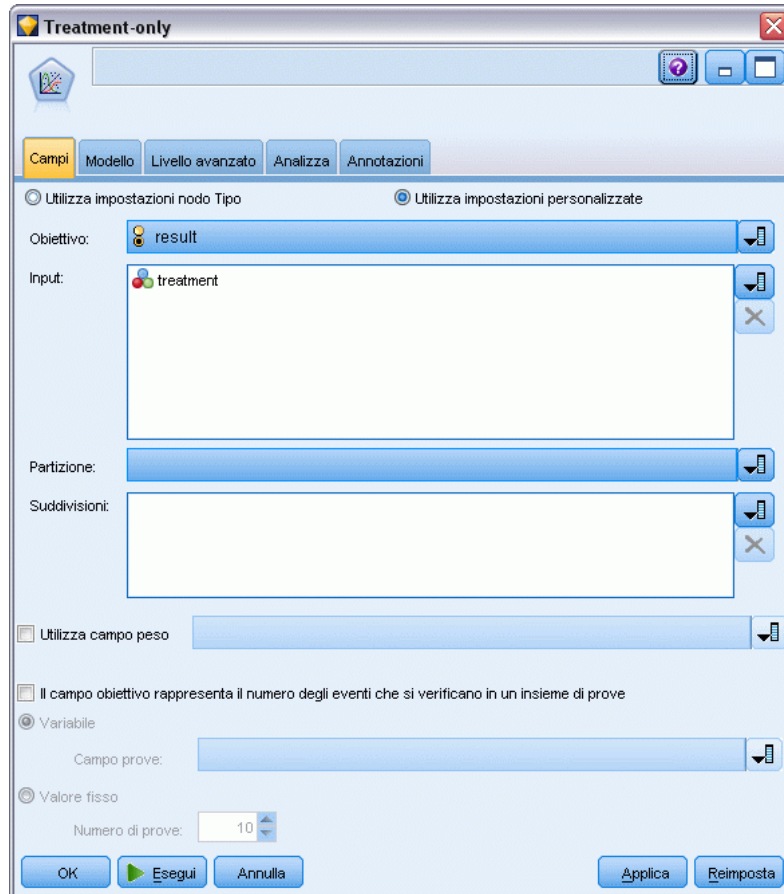 Treatment-only
Campi Modello Livello avanzato Analizza Annotazioni
Utilizza impostazioni nodo Tipo Utilizza impostazioni personalizzate
Obiettivo: result
Input: treatment
Partizione:
Suddivisioni:
Utilizza campo peso
Il campo obiettivo rappresenta il numero degli eventi che si verificano in un insieme di prove
Variabile
Campo prove:
Valore fisso
Numero di prove: 10
OK Esegui Annulla Applica Reimposta